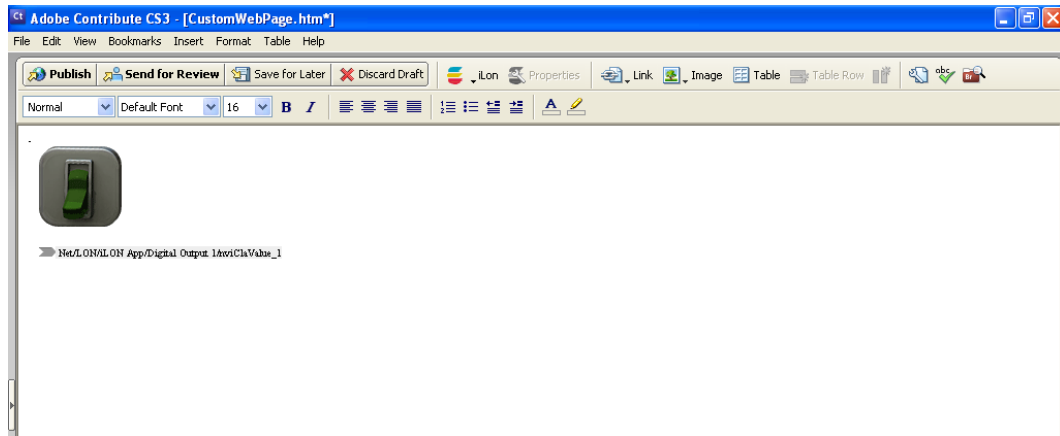 Ct Adobe Contribute CS3 - [CustomWebPage.htm*]
File Edit View Bookmarks Insert Format Table Help
Publish Send for Review Save for Later Discard Draft iLon Properties Link Image Table Table Row abc
Normal Default Font 16 B I A
Net/LON/iLON App/Digital Output 1/nviClaValue_1